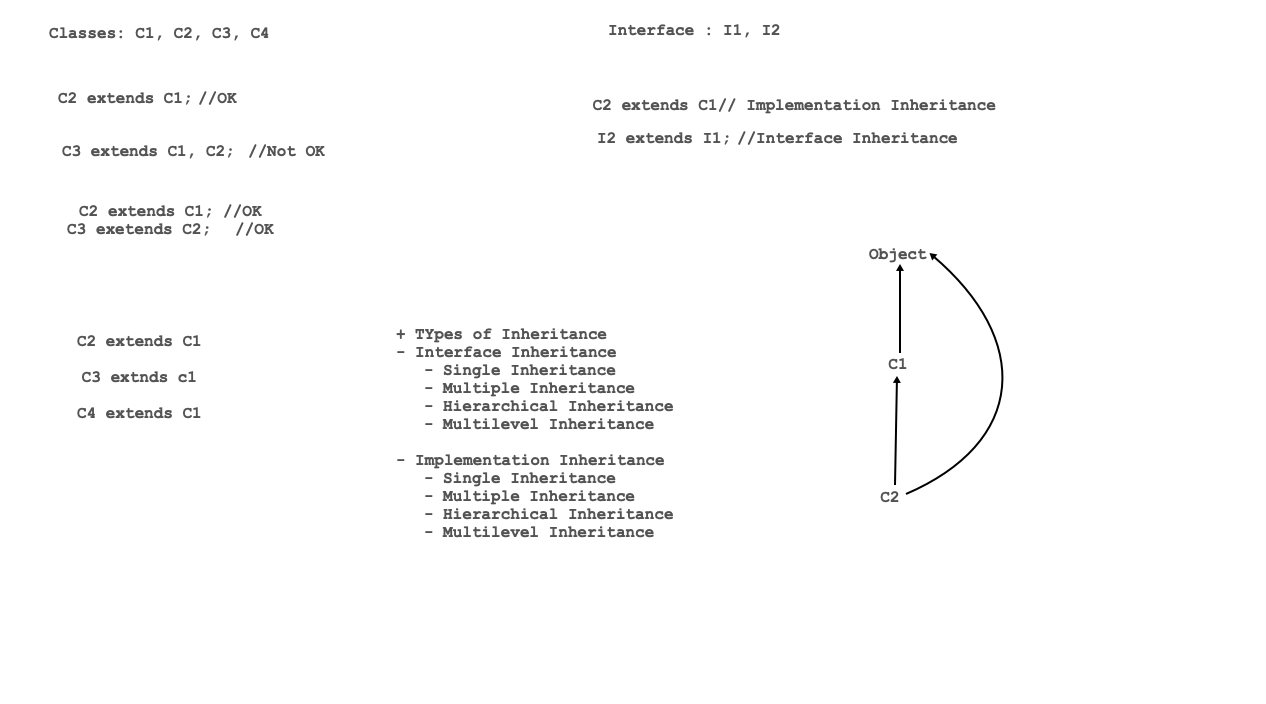 Classes: C1, C2, C3, C4
Interface : I1, I2
C2 extends C1; //OK
C2 extends C1// Implementation Inheritance
I2 extends I1; //Interface Inheritance
C3 extends C1, C2; //Not OK
C2 extends C1; //OK
C3 exetends C2; //OK
C2 extends C1
C3 extnds c1
C4 extends C1
+ TYpes of Inheritance
- Interface Inheritance
- Single Inheritance
- Multiple Inheritance
- Hierarchical Inheritance
- Multilevel Inheritance
- Implementation Inheritance
- Single Inheritance
- Multiple Inheritance
- Hierarchical Inheritance
- Multilevel Inheritance
Object
C1
C2